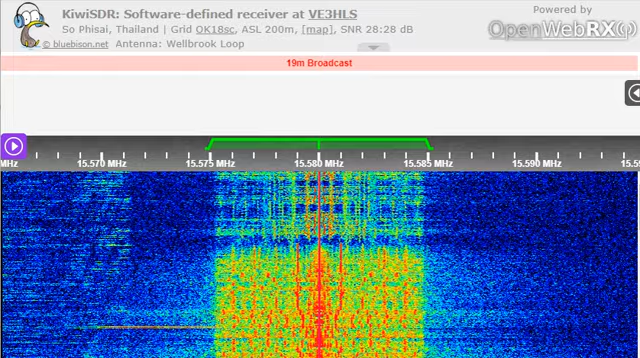 KiwiSDR: Software-defined receiver at VE3HLS
Powered by
So Phisai, Thailand | Grid OK18sc, ASL 200m, [map], SNR 28:28 dB
OpenWebRX
© bluebison.net Antenna: Wellbrook Loop
19m Broadcast
MHz 15.570 MHz 15.575 MHz 15.580 MHz 15.585 MHz 15.590 MHz 15.59